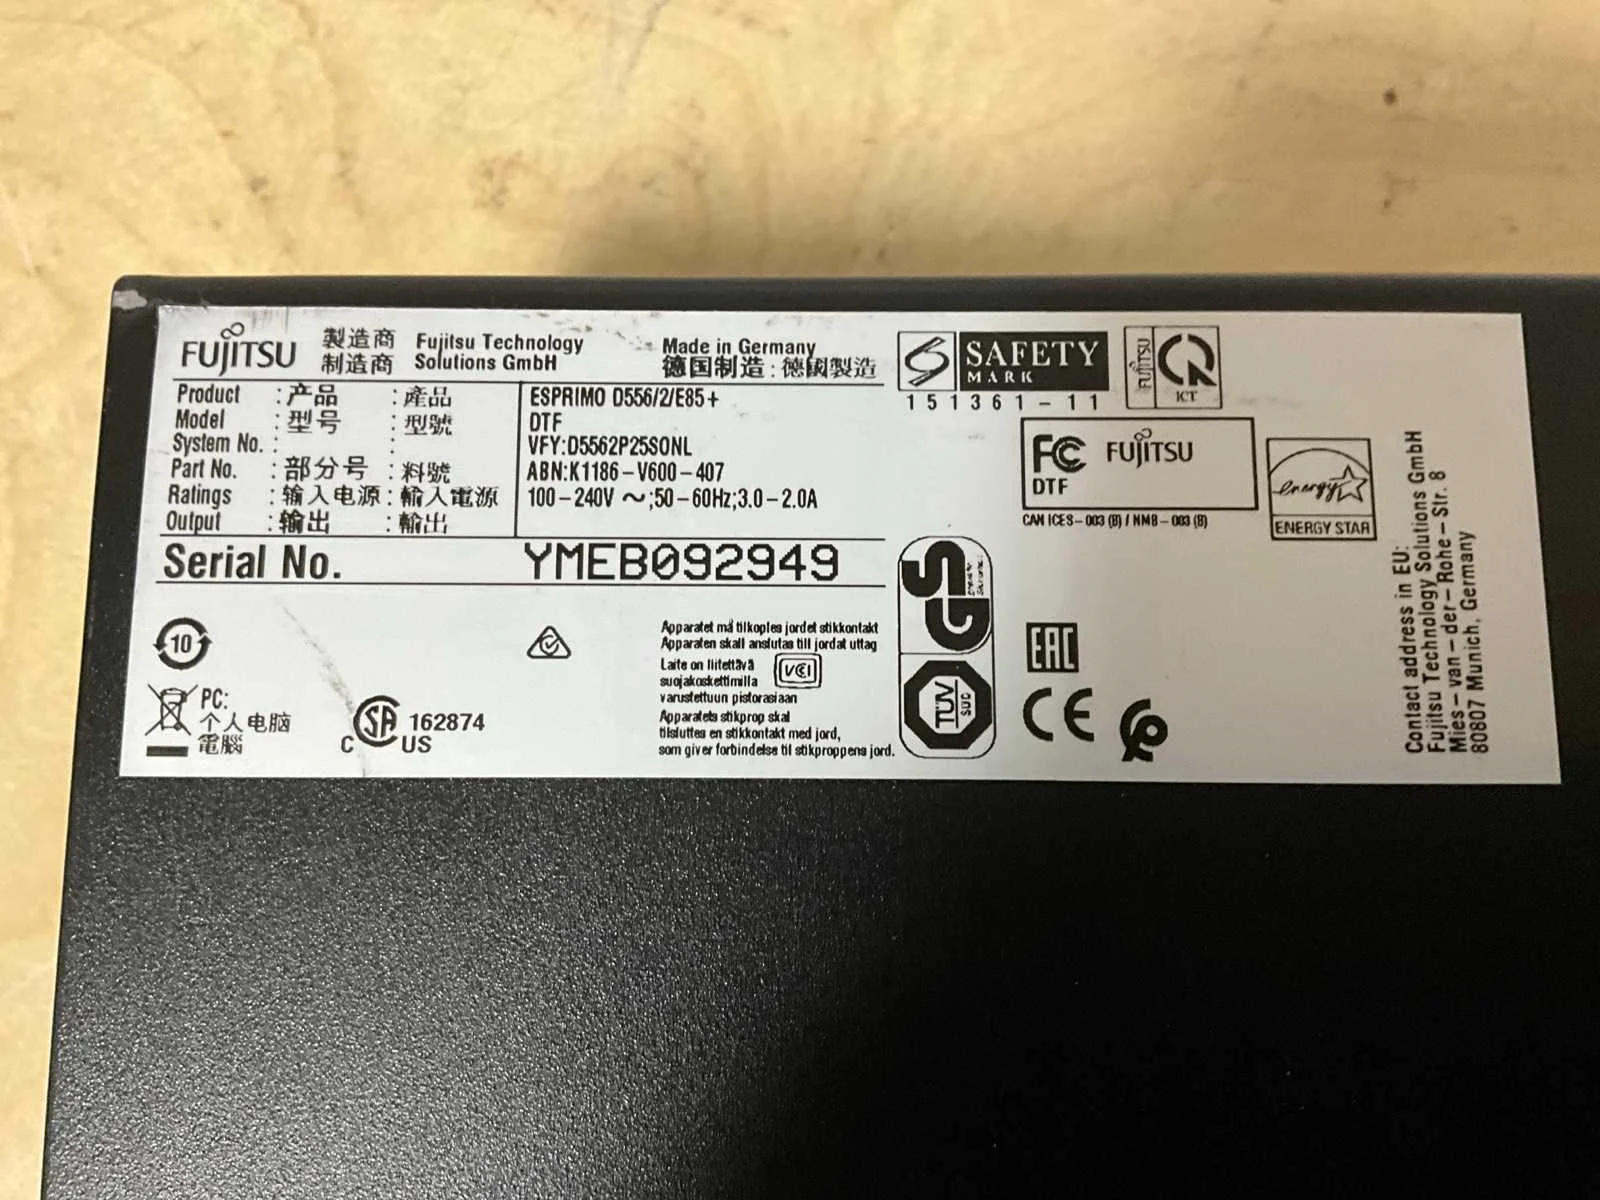 FUJITSU 製造商 Fujitsu Technology Made in Germany
制造商 Solutions GmbH 德国制造 : 德國製造
Product : 产品 : 產品 ESPRIMO D556/2/E85+
Model : 型号 : 型號 DTF
System No. : : VFY:D5562P25SONL
Part No. : 部分号 : 料號 ABN:K1186-V600-407
Ratings : 输入电源 : 輸入電源 100-240V ~;50-60Hz;3.0-2.0A
Output : 输出 : 輸出
Serial No. YMEB092949
SAFETY
MARK
151361-11
FUJITSU
ICT
FC FUJITSU
DTF
CAN ICES-003 (B) / NMB-003 (B)
energy
ENERGY STAR
10
PC:
个人电脑
電腦
C SA US 162874
Apparatet må tilkoples jordet stikkontakt
Apparaten skall anslutas till jordat uttag
Laite on liitettävä
suojakoskettimilla
varustettuun pistorasiaan
Apparatets stikprop skal
tilsluttes en stikkontakt med jord,
som giver forbindelse til stikproppens jord.
VCI
GS
TÜV
SÜD
EAC
CE
Contact address in EU:
Fujitsu Technology Solutions GmbH
Mies-van-der-Rohe-Str. 8
80807 Munich, Germany